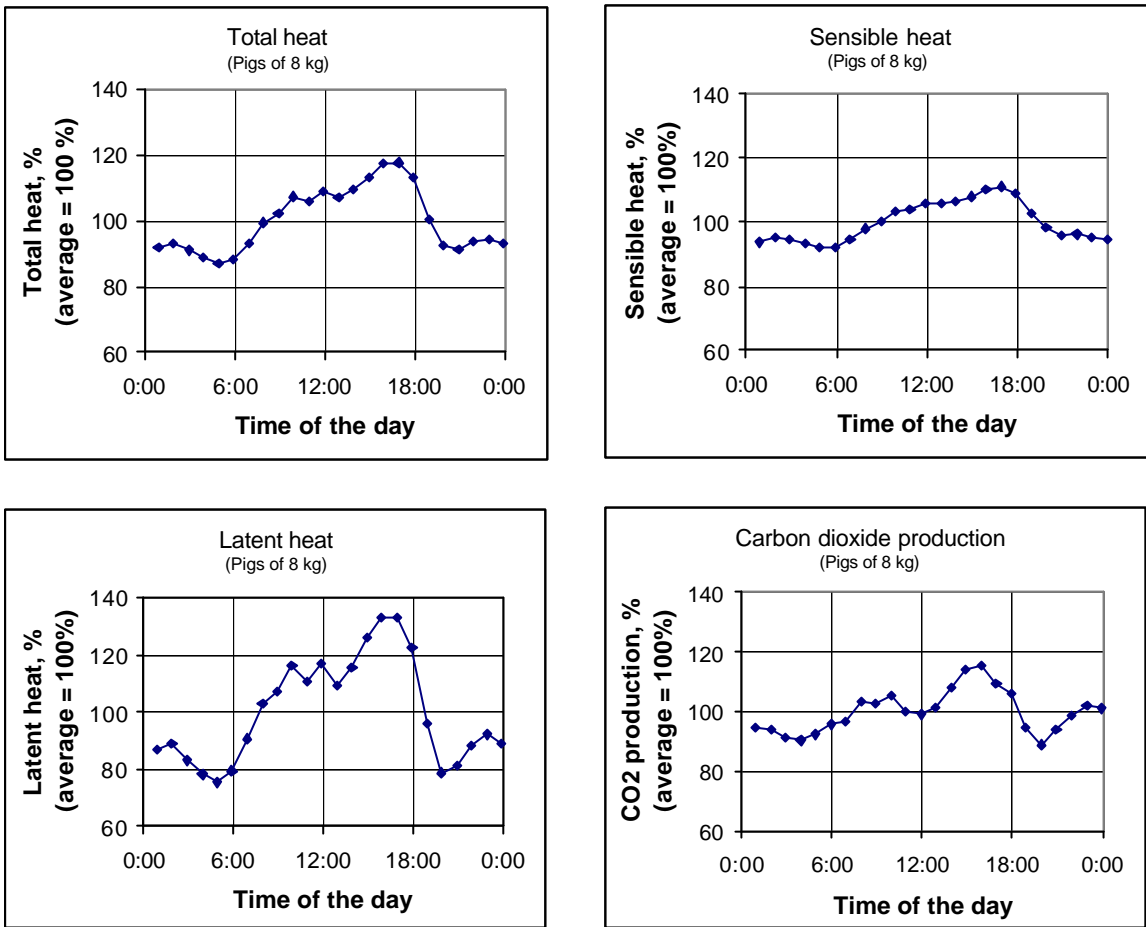 Total heat
(Pigs of 8 kg)
Total heat, %
(average = 100 %)
140
120
100
80
60
0:00 6:00 12:00 18:00 0:00
Time of the day
Sensible heat
(Pigs of 8 kg)
Sensible heat, %
(average = 100%)
140
120
100
80
60
0:00 6:00 12:00 18:00 0:00
Time of the day
Latent heat
(Pigs of 8 kg)
Latent heat, %
(average = 100%)
140
120
100
80
60
0:00 6:00 12:00 18:00 0:00
Time of the day
Carbon dioxide production
(Pigs of 8 kg)
CO2 production, %
(average = 100%)
140
120
100
80
60
0:00 6:00 12:00 18:00 0:00
Time of the day